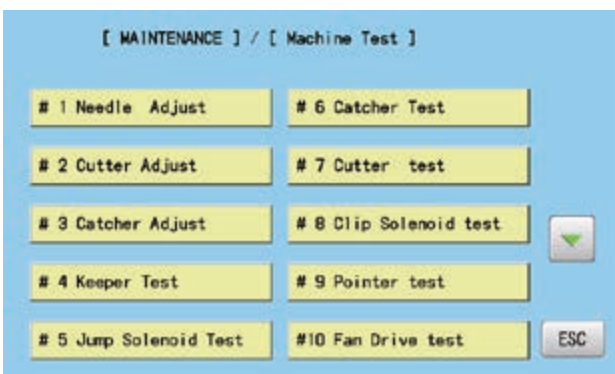 [ MAINTENANCE ] / [ Machine Test ]
# 1 Needle Adjust
# 6 Catcher Test
# 2 Cutter Adjust
# 7 Cutter test
# 3 Catcher Adjust
# 8 Clip Solenoid test
# 4 Keeper Test
# 9 Pointer test
# 5 Jump Solenoid Test
#10 Fan Drive test
ESC